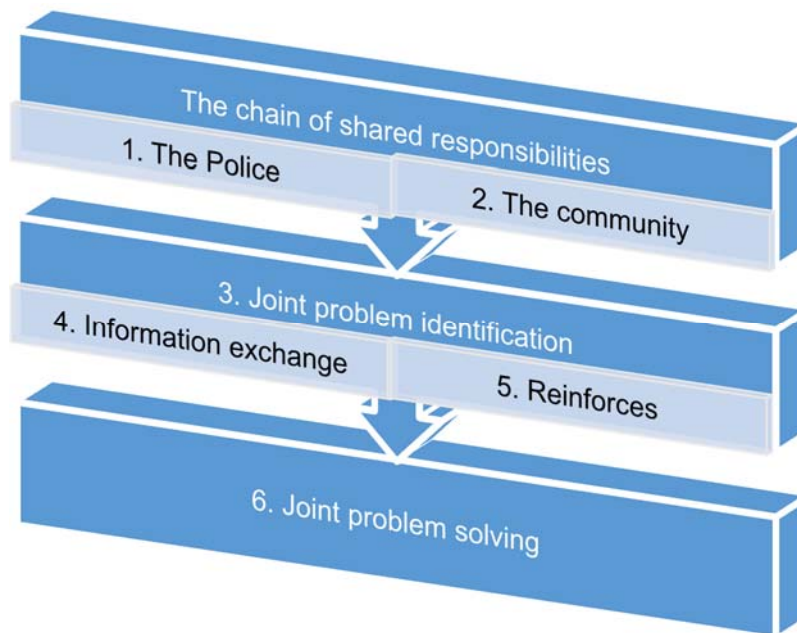 The chain of shared responsibilities
1. The Police
2. The community
3. Joint problem identification
4. Information exchange
5. Reinforces
6. Joint problem solving